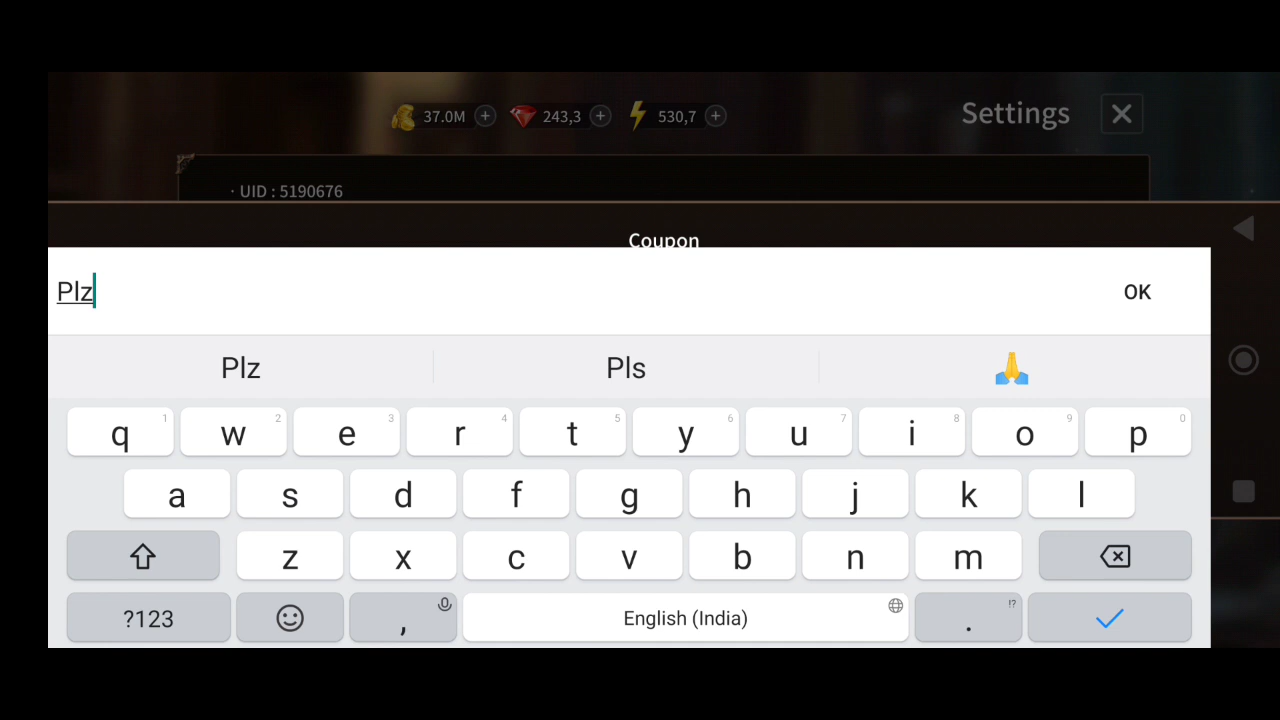 37.0M + 243,3 + 530,7 +
Settings
· UID : 5190676
Coupon
Plz
OK
Plz Pls 🙏
q 1 w 2 e 3 r 4 t 5 y 6 u 7 i 8 o 9 p 0
a s d f g h j k l
z x c v b n m
?123 , English (India) . !?